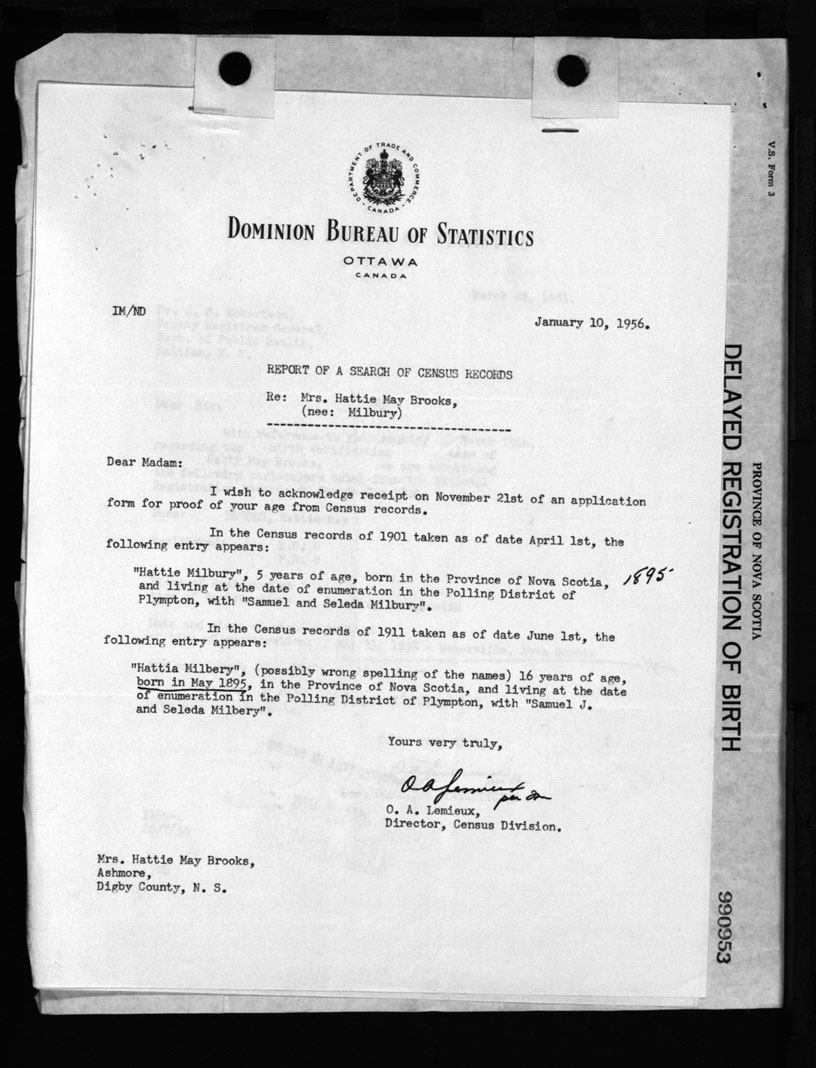 DEPARTMENT OF TRADE AND COMMERCE
- CANADA -
DOMINION BUREAU OF STATISTICS
OTTAWA
CANADA
IM/ND
January 10, 1956.
REPORT OF A SEARCH OF CENSUS RECORDS
Re: Mrs. Hattie May Brooks,
(nee: Milbury)
Dear Madam:
I wish to acknowledge receipt on November 21st of an application
form for proof of your age from Census records.
In the Census records of 1901 taken as of date April 1st, the
following entry appears:
"Hattie Milbury", 5 years of age, born in the Province of Nova Scotia, 1895
and living at the date of enumeration in the Polling District of
Plympton, with "Samuel and Seleda Milbury".
In the Census records of 1911 taken as of date June 1st, the
following entry appears:
"Hattia Milbery", (possibly wrong spelling of the names) 16 years of age,
born in May 1895, in the Province of Nova Scotia, and living at the date
of enumeration in the Polling District of Plympton, with "Samuel J.
and Seleda Milbery".
Yours very truly,
O A Lemieux
O. A. Lemieux,
Director, Census Division.
Mrs. Hattie May Brooks,
Ashmore,
Digby County, N. S.
V.S. Form 3
PROVINCE OF NOVA SCOTIA
DELAYED REGISTRATION OF BIRTH
990953